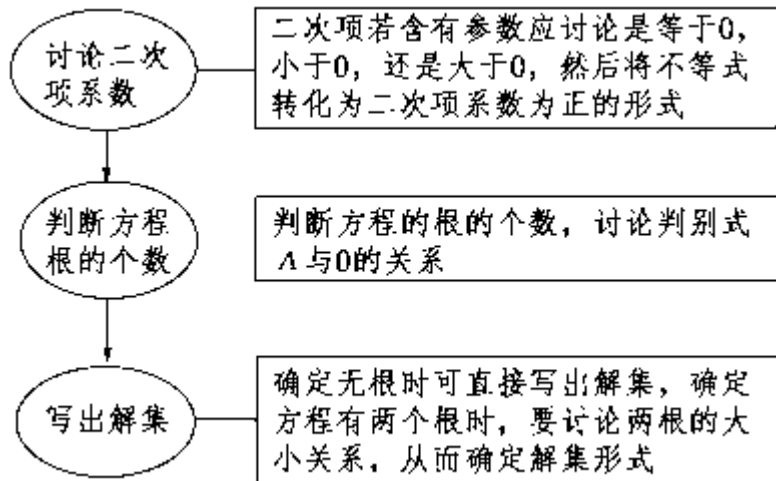 讨论二次
项系数
二次项若含有参数应讨论是等于0，
小于0，还是大于0，然后将不等式
转化为二次项系数为正的形式
判断方程
根的个数
判断方程的根的个数，讨论判别式
Δ与0的关系
写出解集
确定无根时可直接写出解集，确定
方程有两个根时，要讨论两根的大
小关系，从而确定解集形式